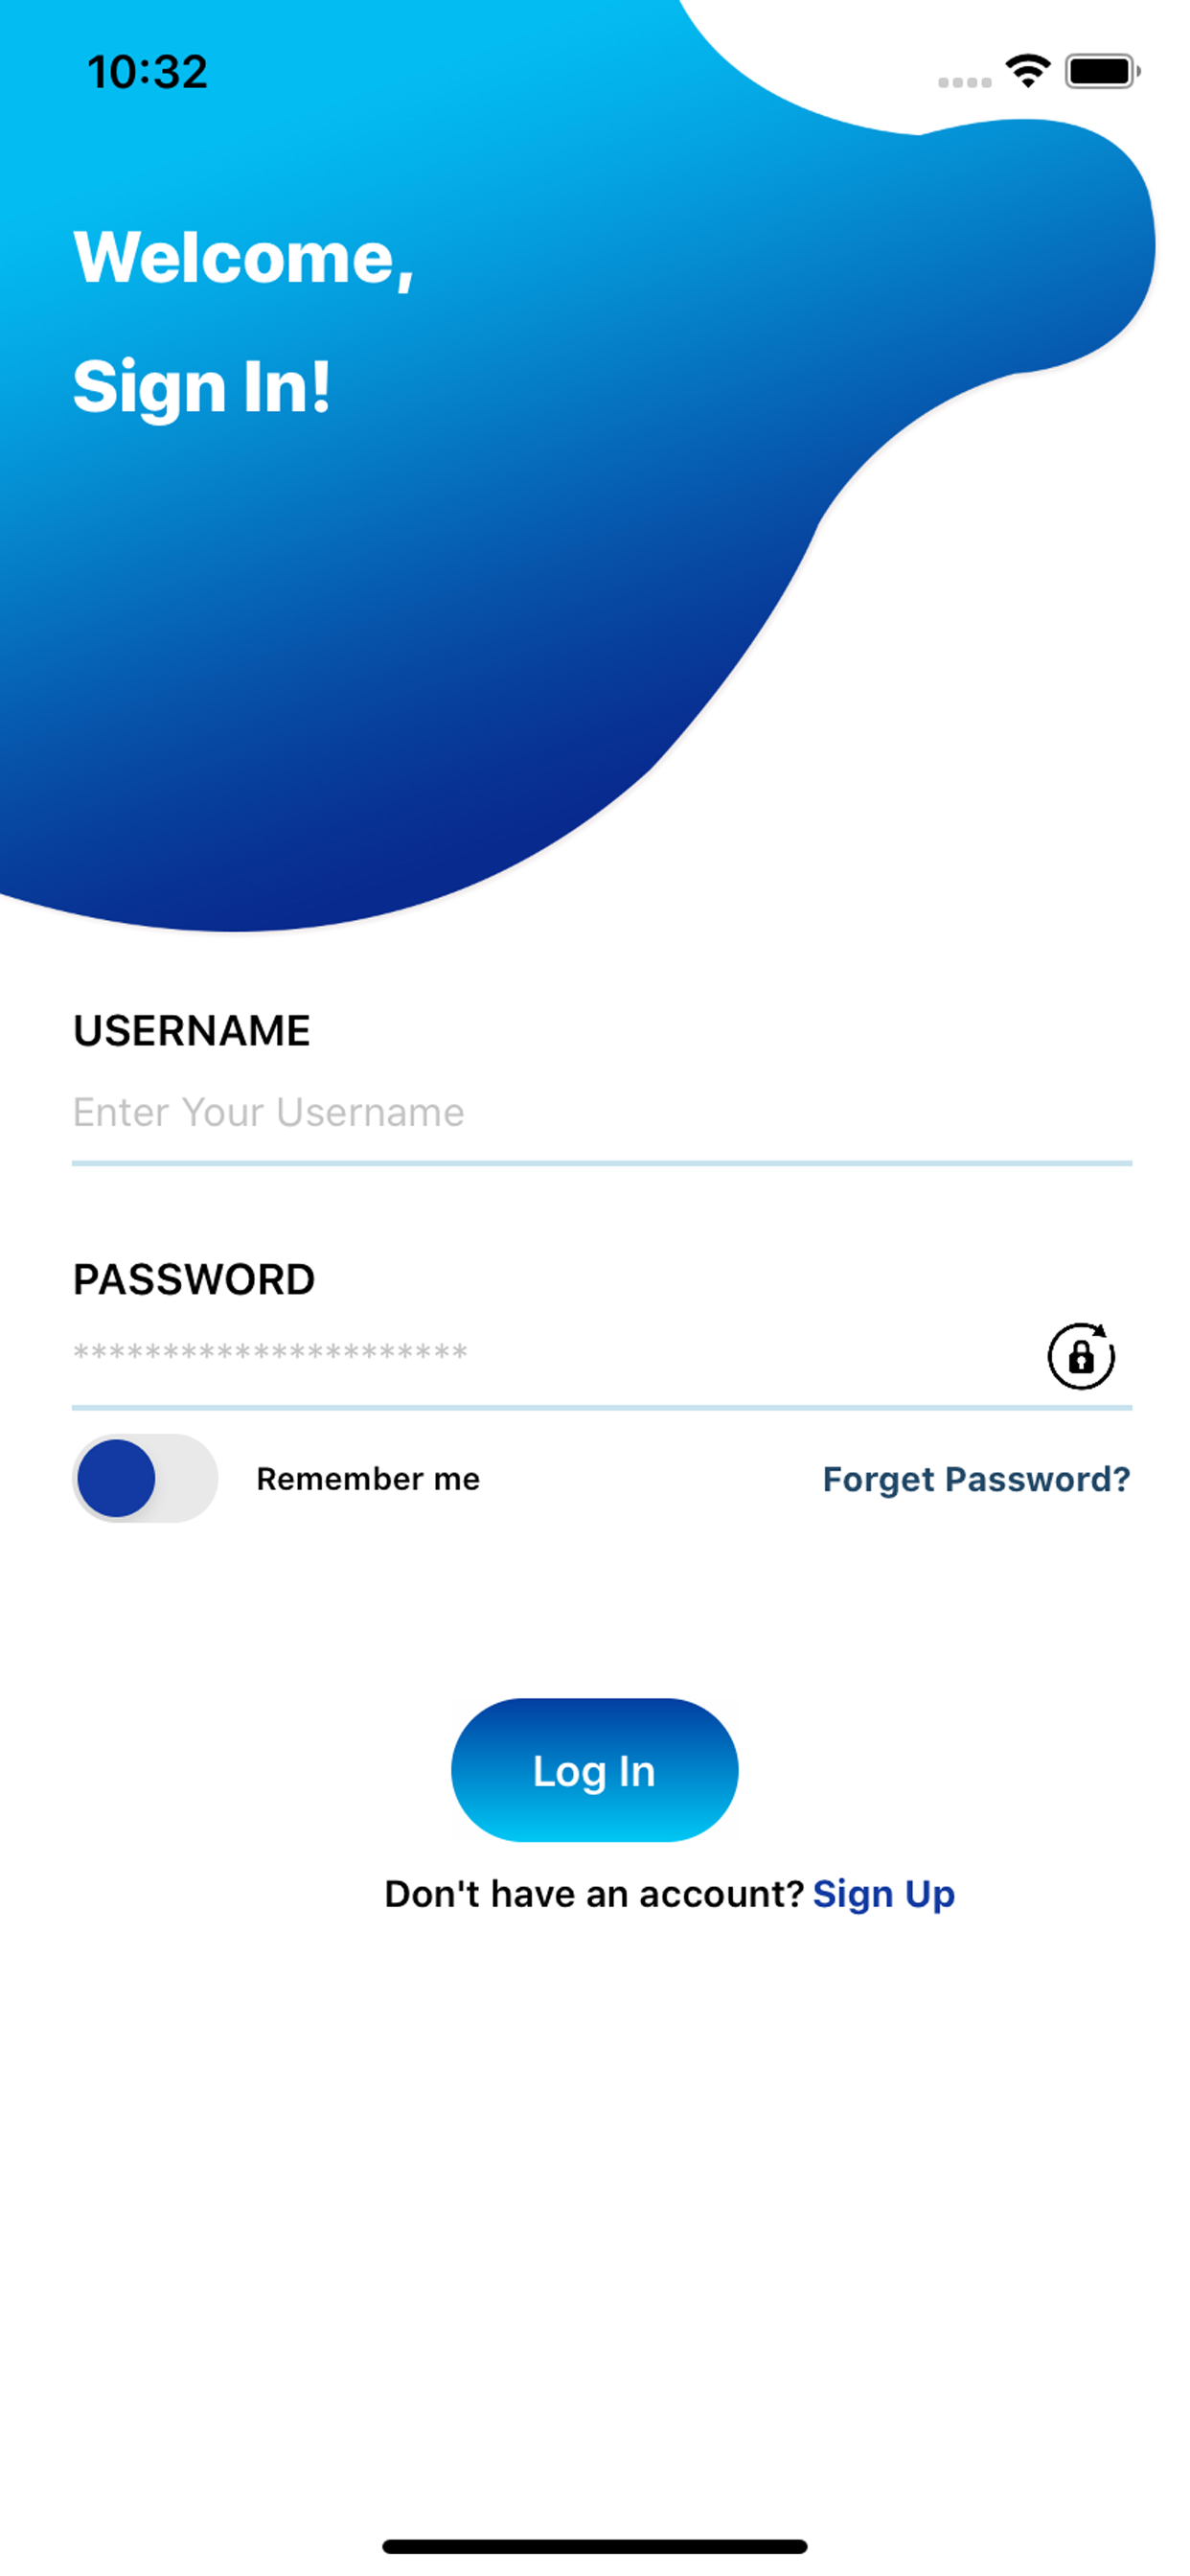 10:32
Welcome,
Sign In!
USERNAME
Enter Your Username
PASSWORD
**********************
Remember me
Forget Password?
Log In
Don't have an account? Sign Up